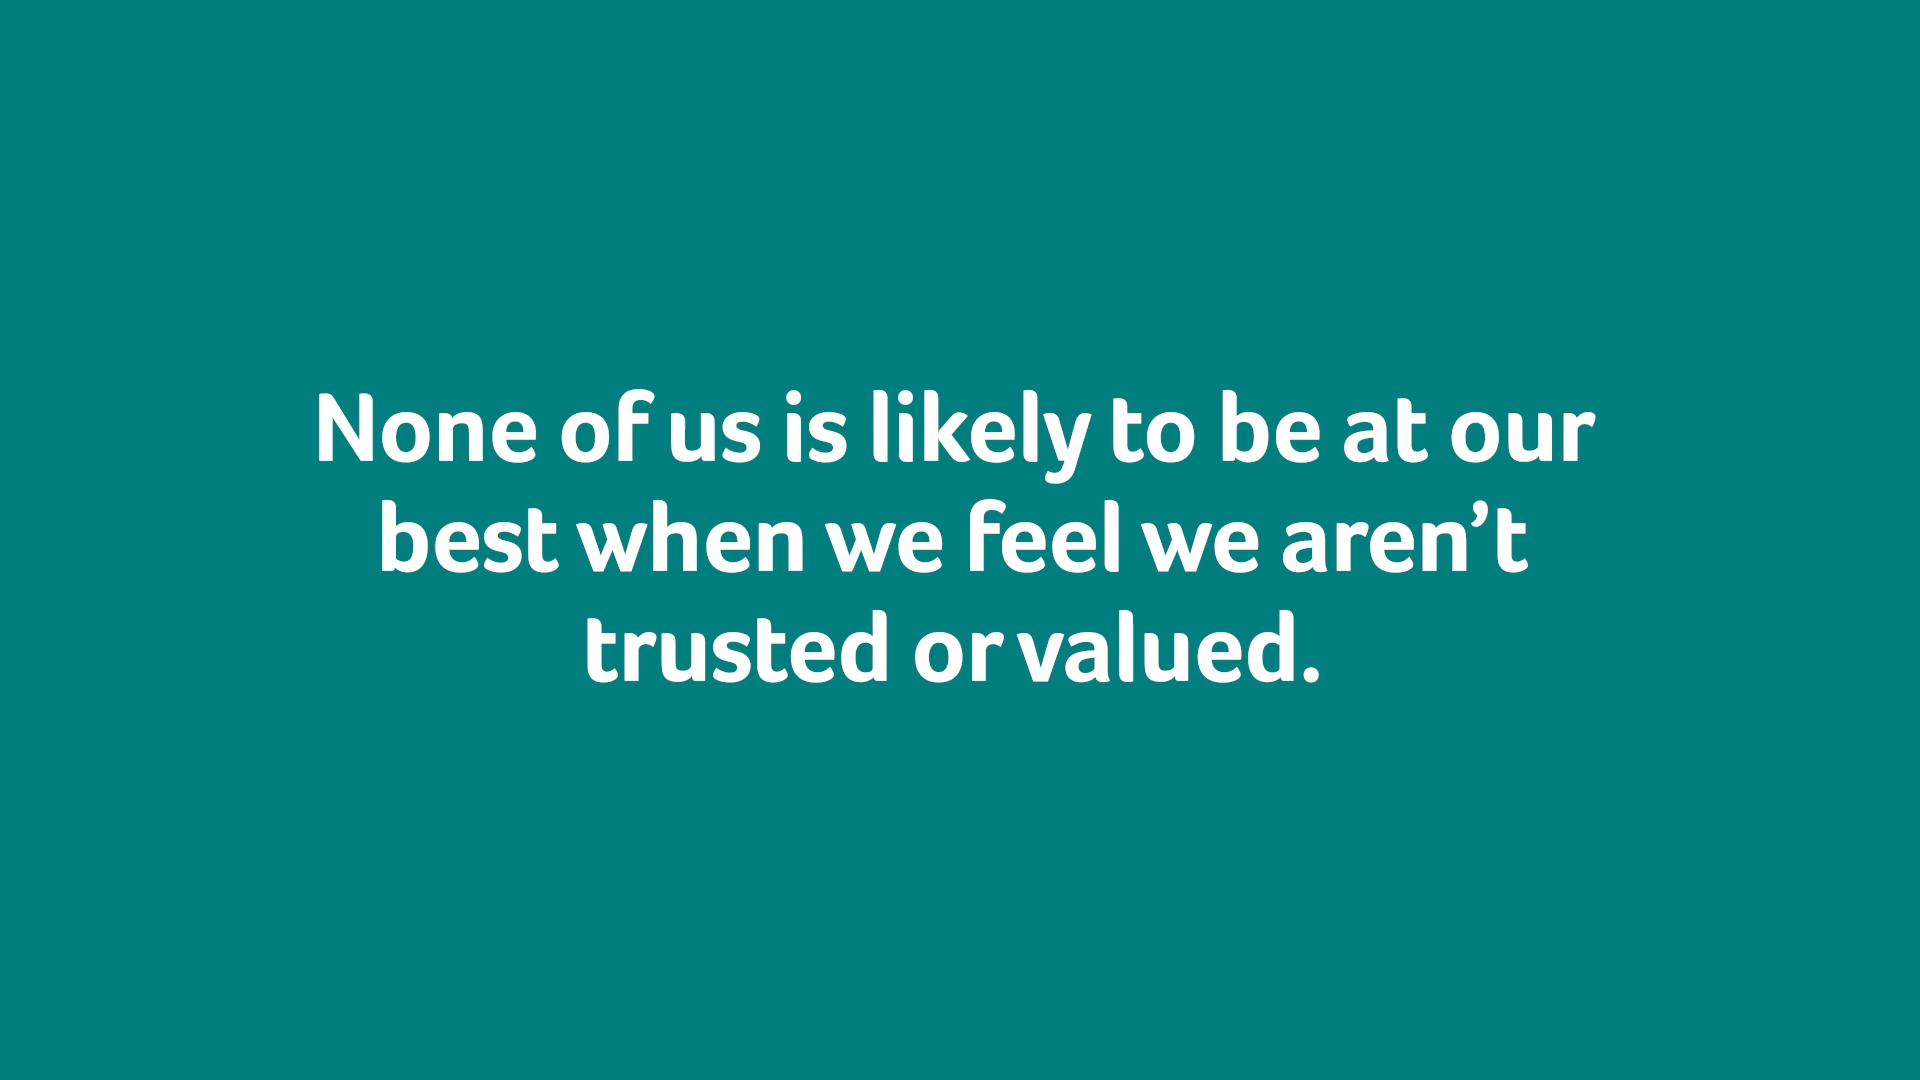 None of us is likely to be at our
best when we feel we aren’t
trusted or valued.